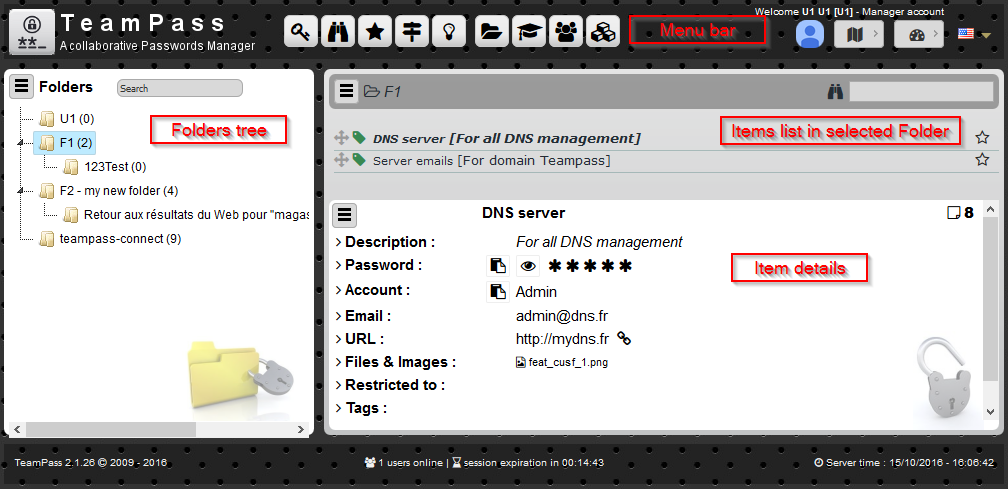 Welcome U1 U1 [U1] - Manager account
TeamPass
A collaborative Passwords Manager
Menu bar
Folders
Search
U1 (0)
F1 (2)
123Test (0)
F2 - my new folder (4)
Retour aux résultats du Web pour "magas
teampass-connect (9)
Folders tree
F1
Items list in selected Folder
DNS server [For all DNS management]
Server emails [For domain Teampass]
DNS server
8
Description : For all DNS management
Password : *****
Item details
Account : Admin
Email : admin@dns.fr
URL : http://mydns.fr
Files & Images : feat_cusf_1.png
Restricted to :
Tags :
TeamPass 2.1.26 © 2009 - 2016
1 users online | session expiration in 00:14:43
Server time : 15/10/2016 - 16:06:42